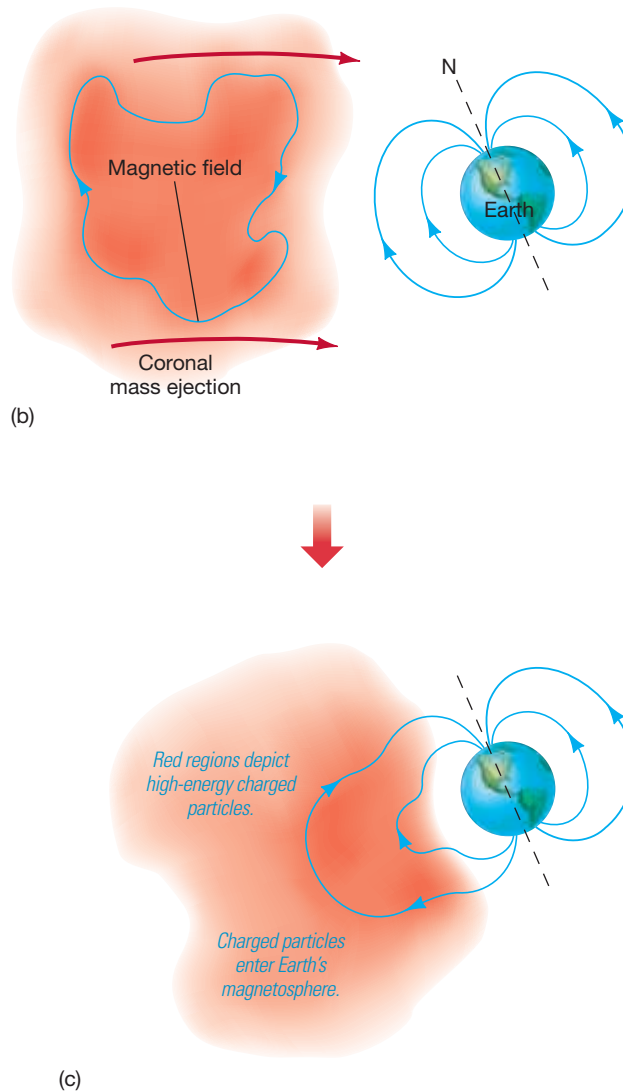 N
Magnetic field
Earth
Coronal
mass ejection
(b)
Red regions depict
high-energy charged
particles.
Charged particles
enter Earth's
magnetosphere.
(c)